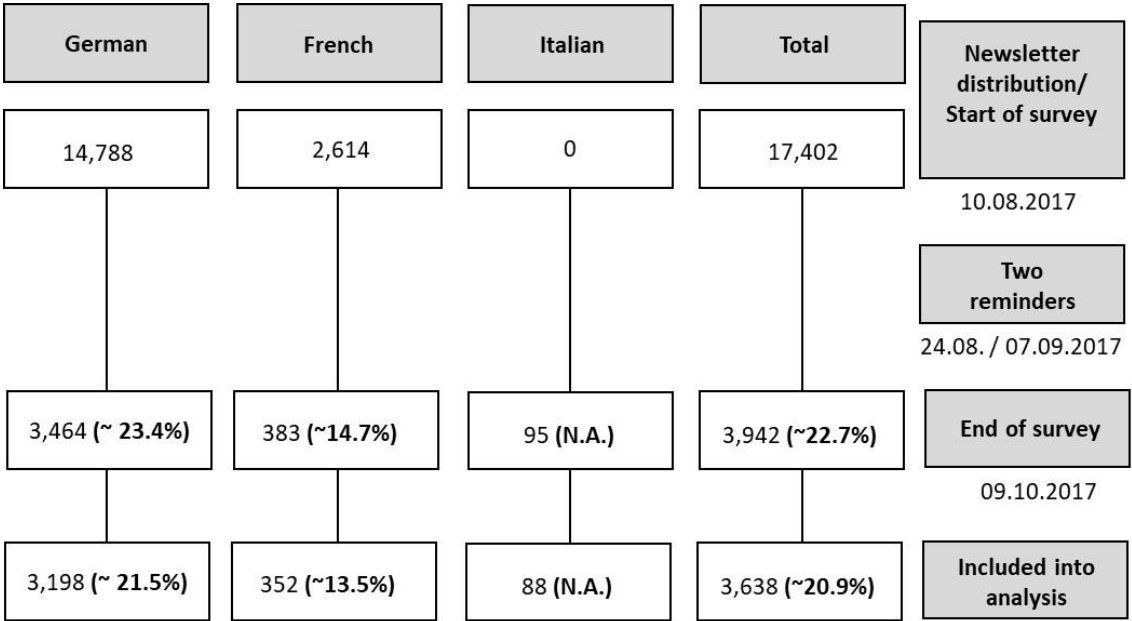 German
French
Italian
Total
Newsletter
distribution/
Start of survey
14,788
2,614
0
17,402
10.08.2017
Two
reminders
24.08. / 07.09.2017
3,464 (~ 23.4%)
383 (~14.7%)
95 (N.A.)
3,942 (~22.7%)
End of survey
09.10.2017
3,198 (~ 21.5%)
352 (~13.5%)
88 (N.A.)
3,638 (~20.9%)
Included into
analysis